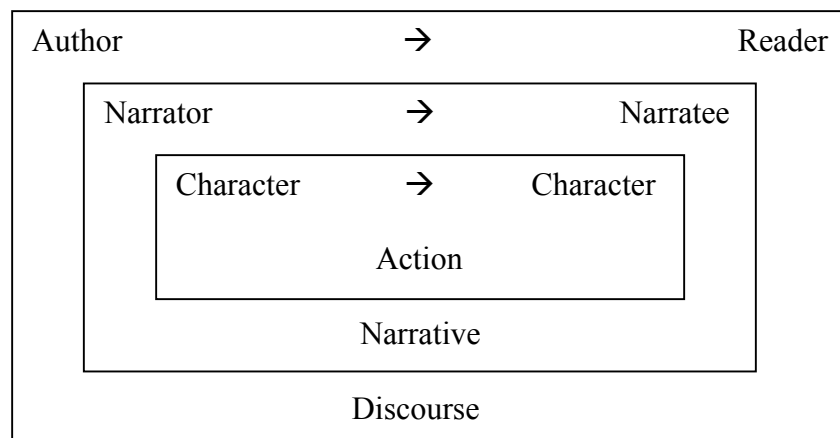 Author → Reader
Narrator → Narratee
Character → Character
Action
Narrative
Discourse